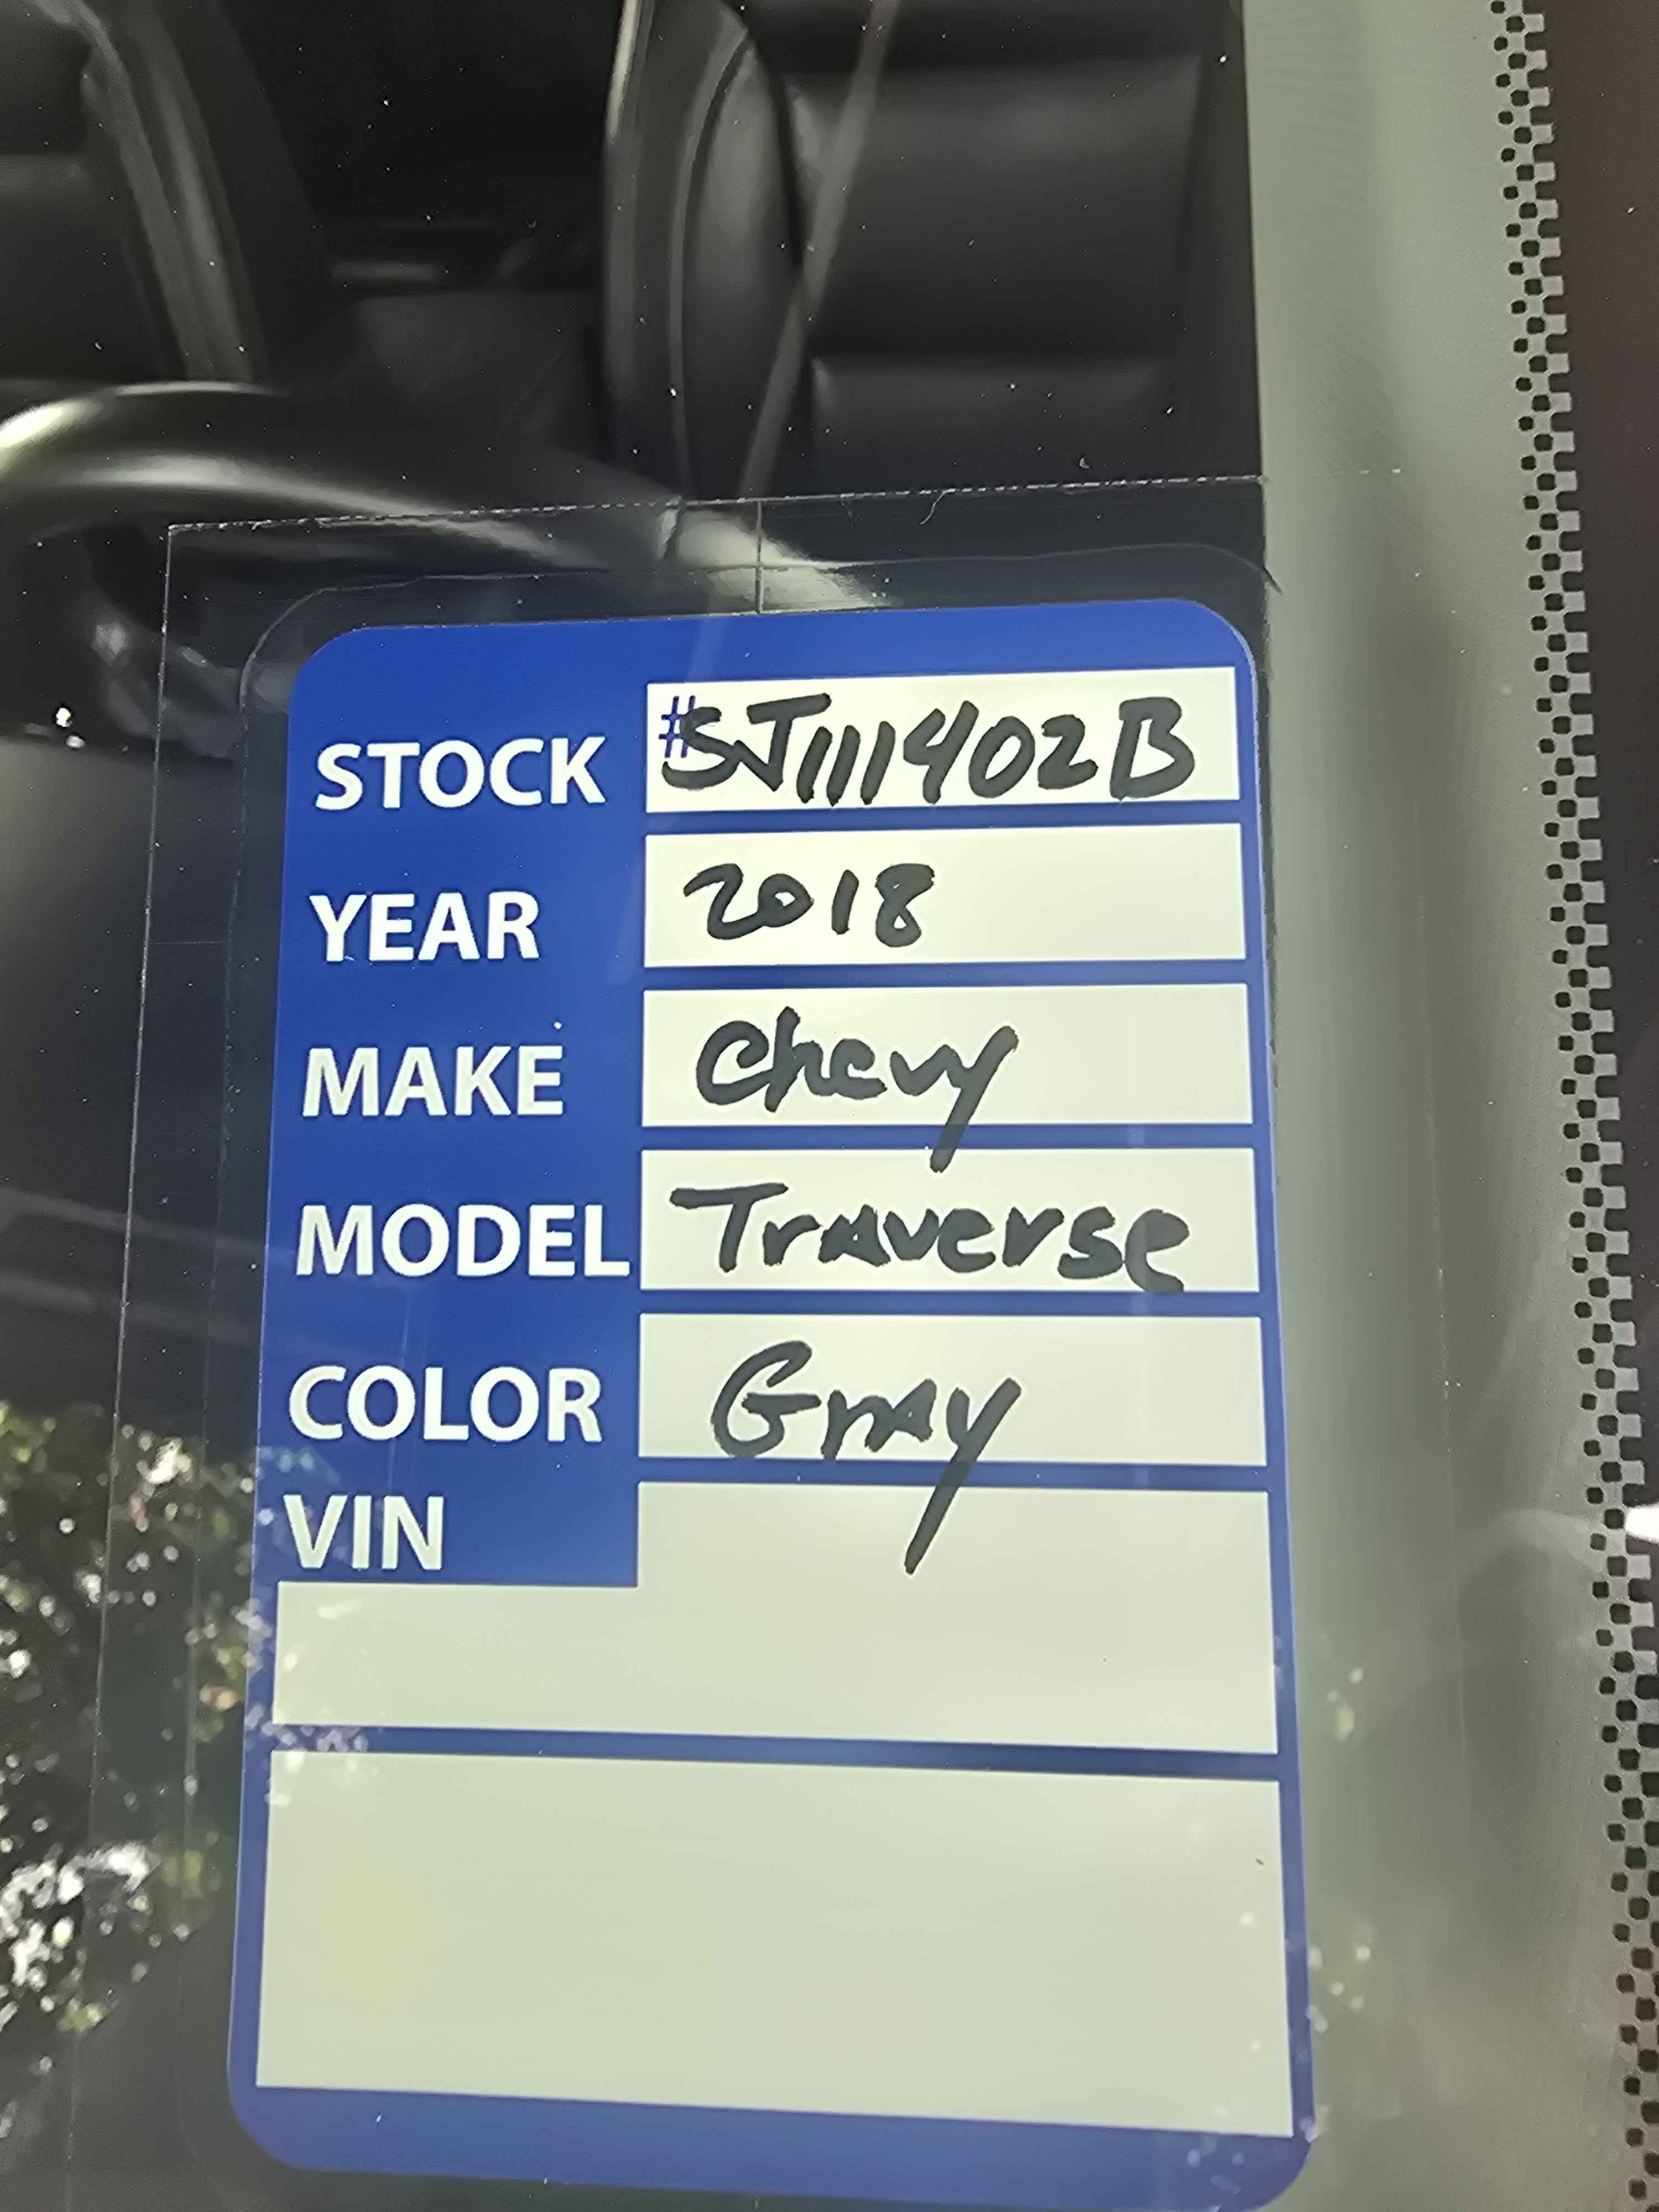 STOCK #SJ111402B
YEAR 2018
MAKE Chevy
MODEL Traverse
COLOR Gray
VIN